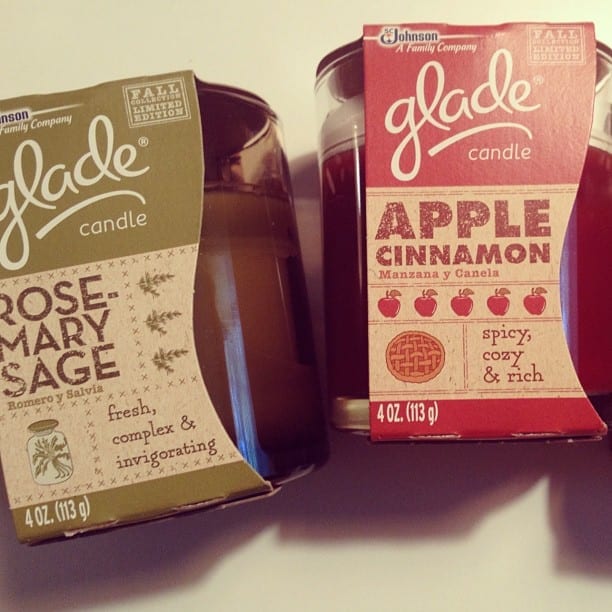 nson
Family Company
FALL
COLLECTION
LIMITED
EDITION
glade®
candle
ROSE-
MARY
SAGE
Romero y Salvia
fresh,
complex &
invigorating
4 OZ. (113 g)
SC Johnson
A Family Company
FALL
COLLECTION
LIMITED
EDITION
glade®
candle
APPLE
CINNAMON
Manzana y Canela
spicy,
cozy
& rich
4 OZ. (113 g)